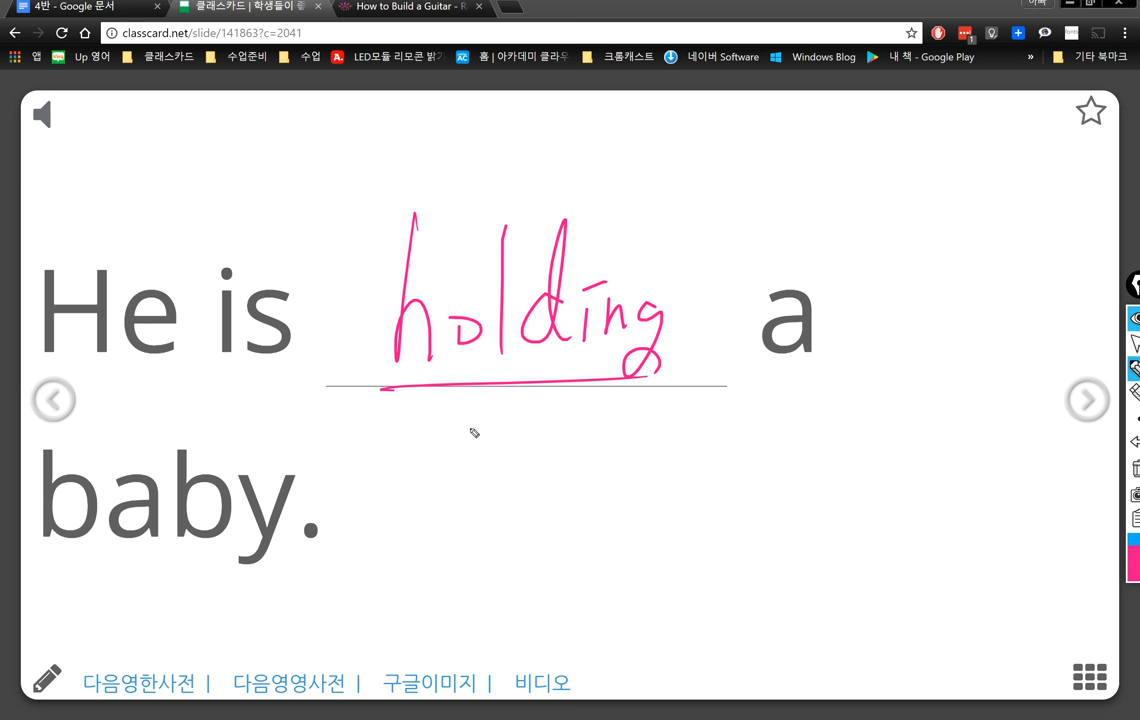 4반 - Google 문서
클래스카드 | 학생들이 좋
How to Build a Guitar - R
classcard.net/slide/141863?c=2041
앱 Up 영어 클래스카드 수업준비 수업 LED모듈 리모콘 밝기 홈 | 아카데미 클라우 크롬캐스트 네이버 Software Windows Blog 내 책 - Google Play » 기타 북마크
He is holding a
baby.
다음영한사전 | 다음영영사전 | 구글이미지 | 비디오